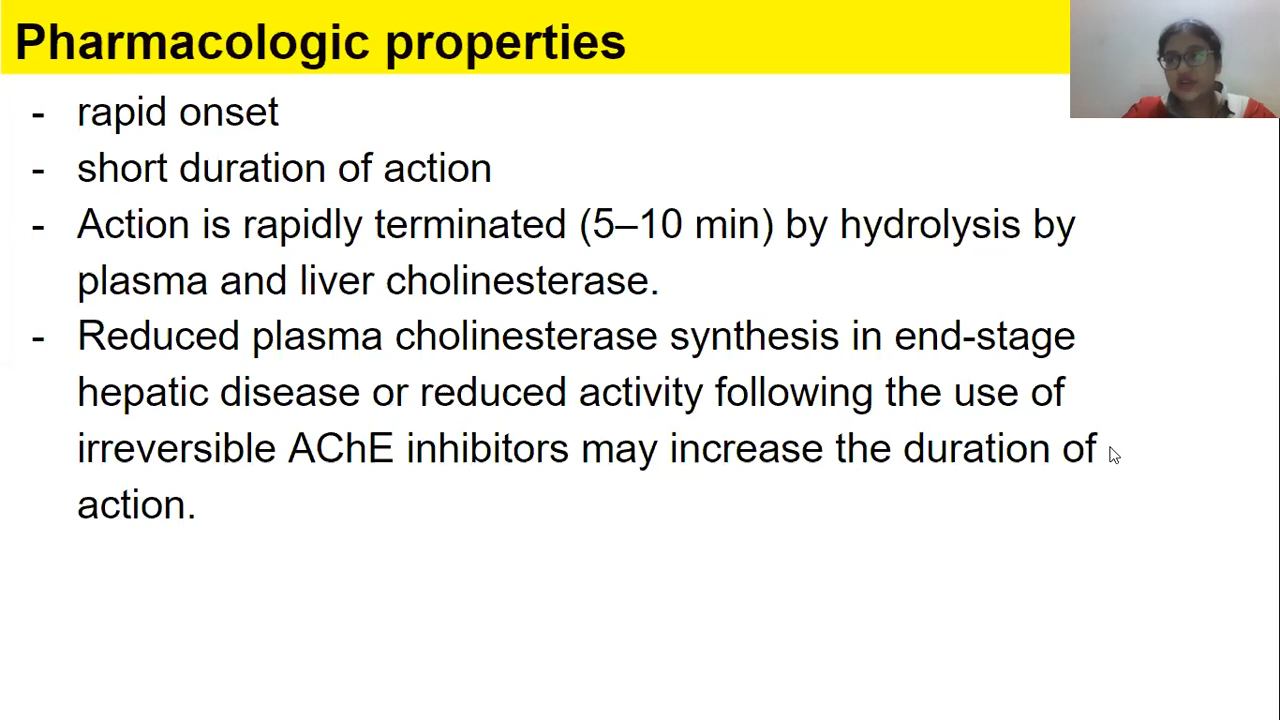 Pharmacologic properties
- rapid onset
- short duration of action
- Action is rapidly terminated (5–10 min) by hydrolysis by
plasma and liver cholinesterase.
- Reduced plasma cholinesterase synthesis in end-stage
hepatic disease or reduced activity following the use of
irreversible AChE inhibitors may increase the duration of
action.